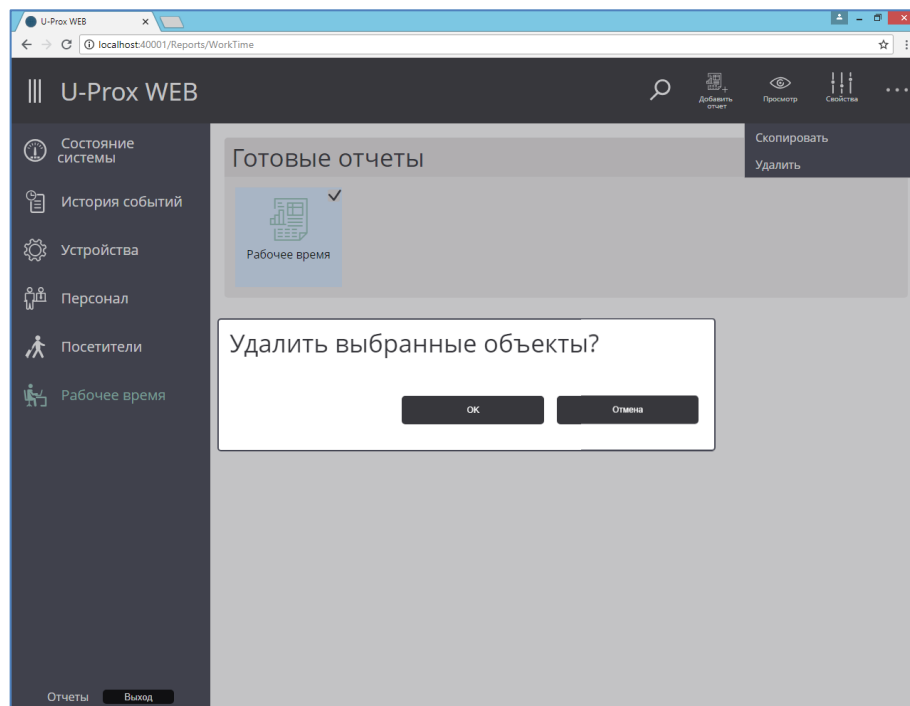 U-Prox WEB
localhost:40001/Reports/WorkTime
U-Prox WEB
Добавить
отчет
Просмотр
Свойства
Скопировать
Удалить
Состояние
системы
История событий
Устройства
Персонал
Посетители
Рабочее время
Готовые отчеты
Рабочее время
Удалить выбранные объекты?
OK
Отмена
Отчеты
Выход